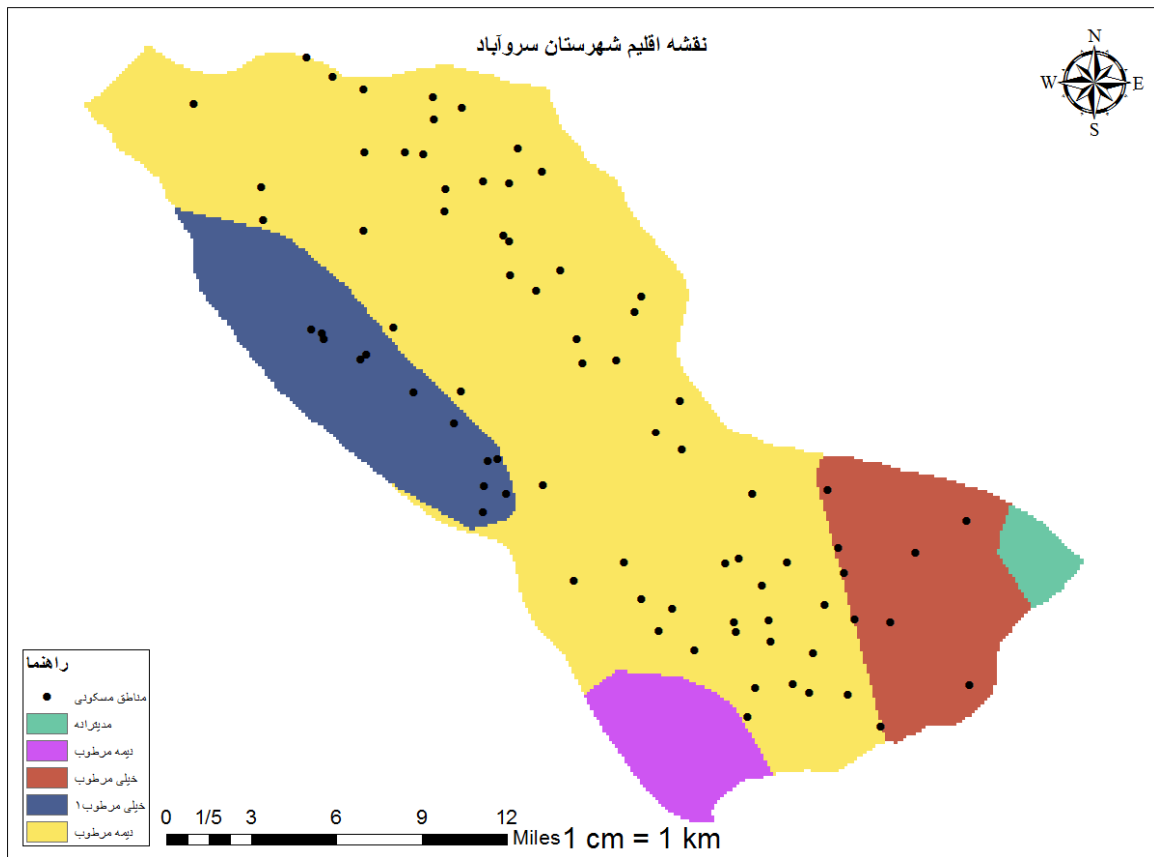 نقشه اقلیم شهرستان سروآباد
N
W E
S
راهنما
مناطق مسکونی
مدیترانه
نیمه مرطوب
خیلی مرطوب
خیلی مرطوب۱
نیمه مرطوب
0 1/5 3 6 9 12
Miles 1 cm = 1 km